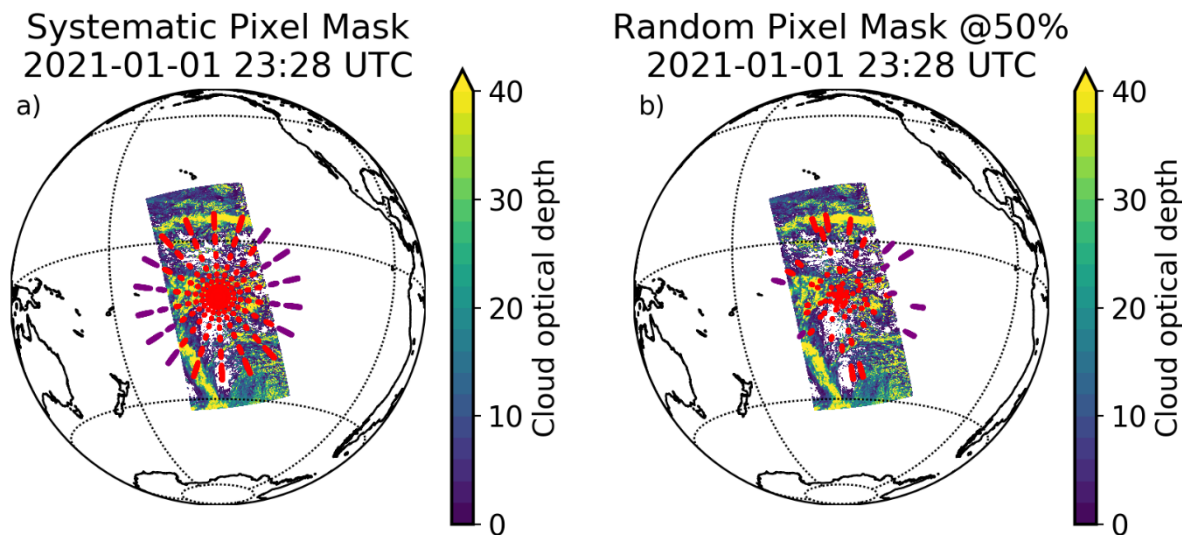 Systematic Pixel Mask
2021-01-01 23:28 UTC
a)
40
30
20
10
0
Cloud optical depth
Random Pixel Mask @50%
2021-01-01 23:28 UTC
b)
40
30
20
10
0
Cloud optical depth